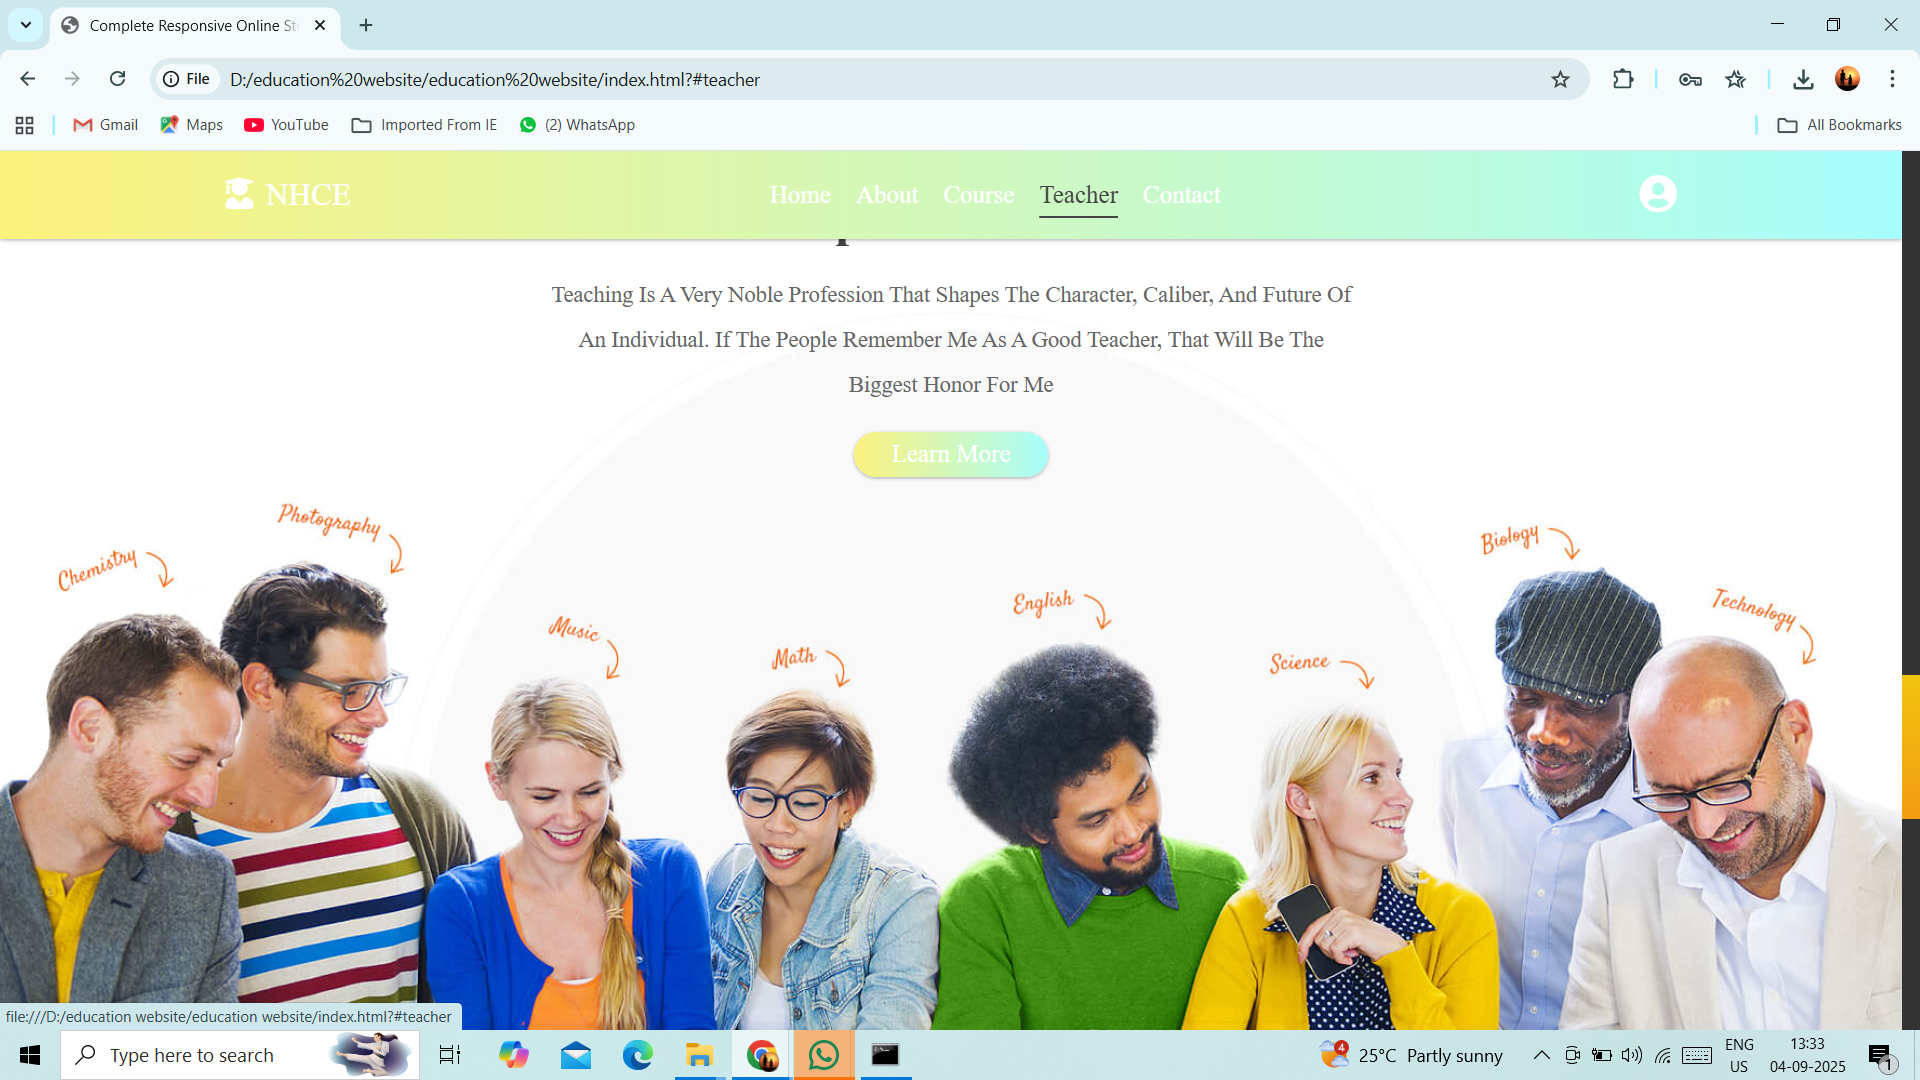 Complete Responsive Online St
File D:/education%20website/education%20website/index.html?#teacher
Gmail Maps YouTube Imported From IE (2) WhatsApp All Bookmarks
NHCE Home About Course Teacher Contact
Teaching Is A Very Noble Profession That Shapes The Character, Caliber, And Future Of
An Individual. If The People Remember Me As A Good Teacher, That Will Be The
Biggest Honor For Me
Learn More
Photography
Chemistry
Biology
English
Technology
Music
Math
Science
file:///D:/education website/education website/index.html?#teacher
Type here to search
4
25°C Partly sunny
ENG
US
13:33
04-09-2025
1